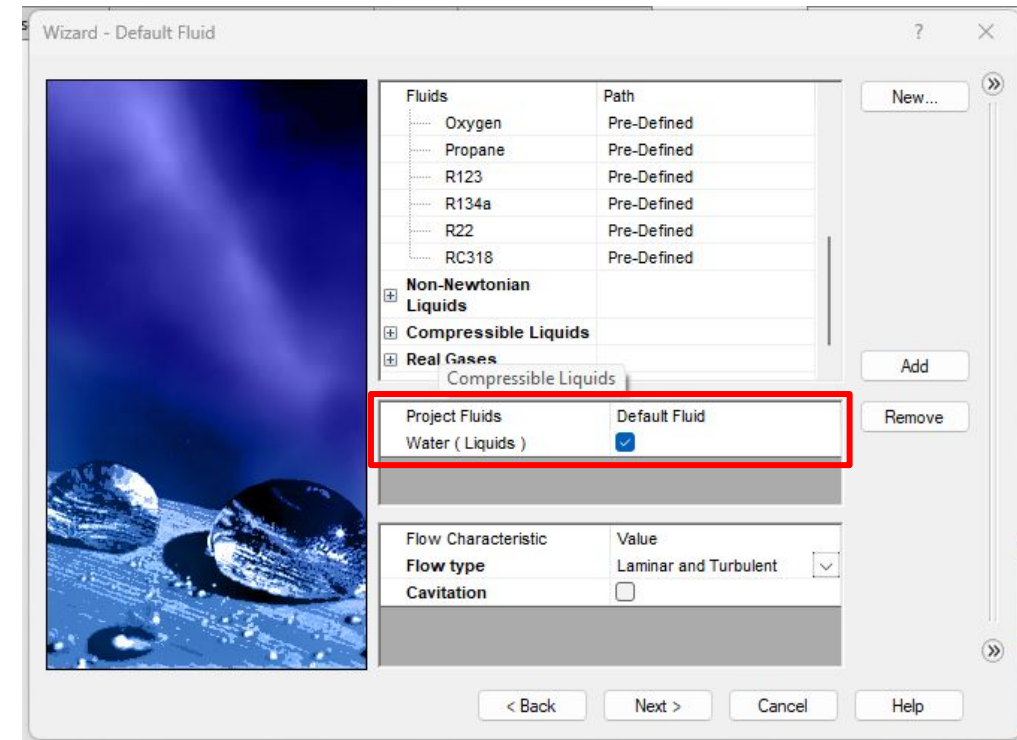 Wizard - Default Fluid ?
Fluids Path New...
Oxygen Pre-Defined
Propane Pre-Defined
R123 Pre-Defined
R134a Pre-Defined
R22 Pre-Defined
RC318 Pre-Defined
Non-Newtonian
Liquids
Compressible Liquids
Real Gases
Add
Compressible Liquids
Project Fluids Default Fluid Remove
Water ( Liquids )
Flow Characteristic Value
Flow type Laminar and Turbulent
Cavitation
< Back Next > Cancel Help